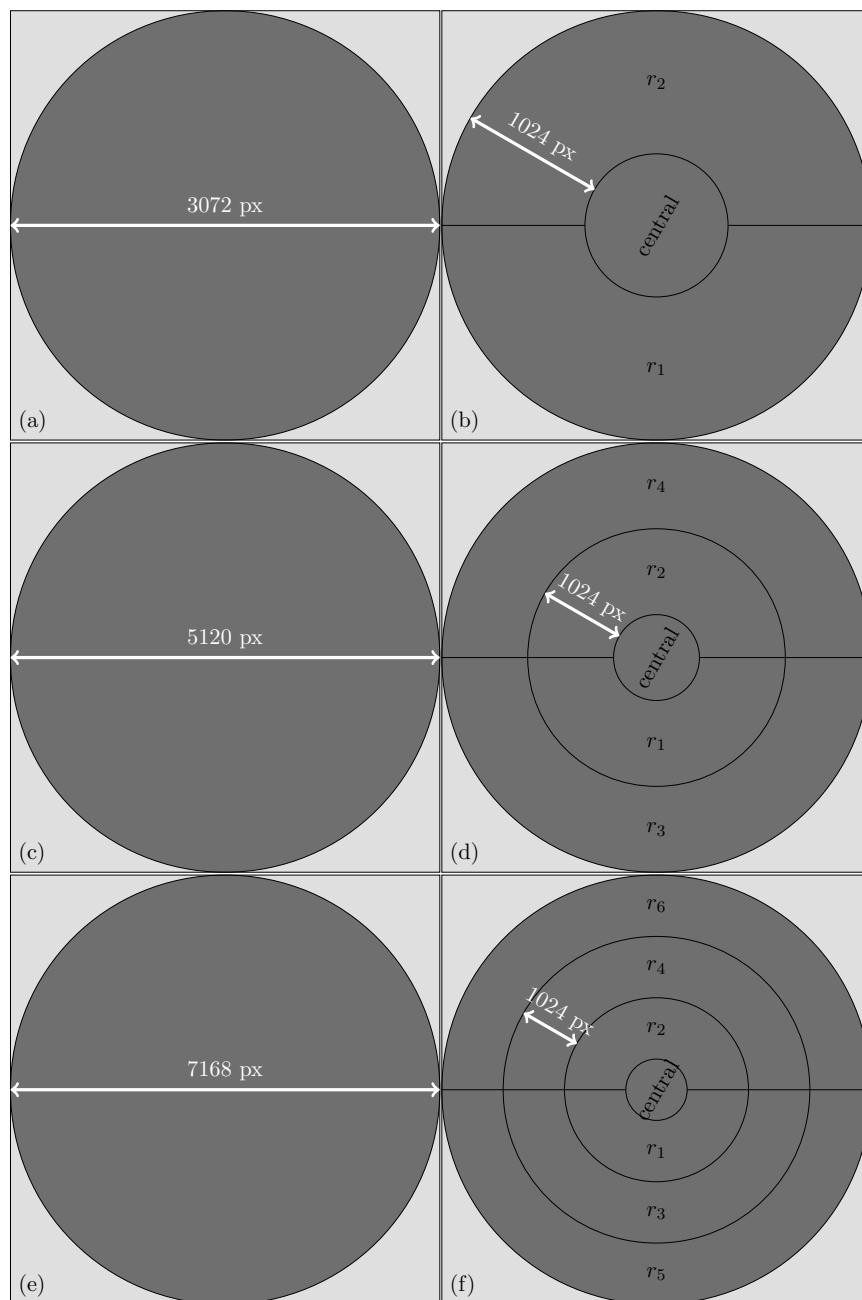 3072 px
(a)
r₂
1024 px
central
r₁
(b)
5120 px
(c)
r₄
r₂
1024 px
central
r₁
r₃
(d)
7168 px
(e)
r₆
r₄
r₂
1024 px
central
r₁
r₃
r₅
(f)